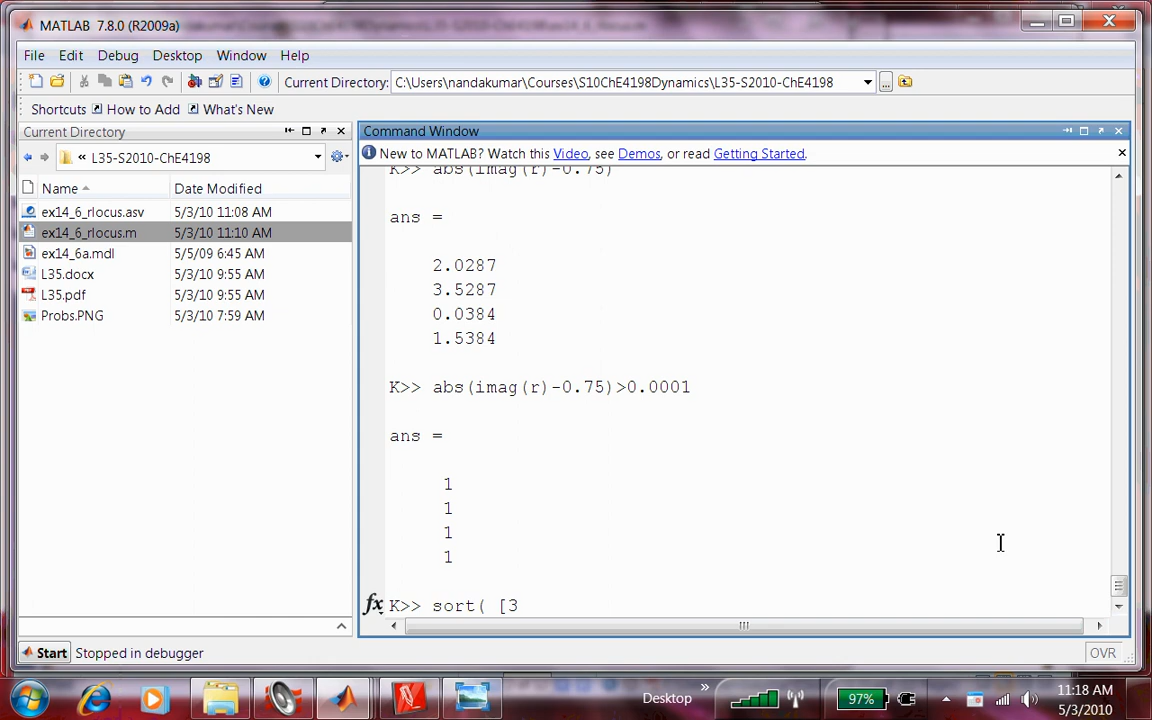 MATLAB 7.8.0 (R2009a)
File Edit Debug Desktop Window Help
Current Directory: C:\Users\nandakumar\Courses\S10ChE4198Dynamics\L35-S2010-ChE4198 ...
Shortcuts How to Add What's New
Current Directory
« L35-S2010-ChE4198
Name Date Modified
ex14_6_rlocus.asv 5/3/10 11:08 AM
ex14_6_rlocus.m 5/3/10 11:10 AM
ex14_6a.mdl 5/5/09 6:45 AM
L35.docx 5/3/10 9:55 AM
L35.pdf 5/3/10 9:55 AM
Probs.PNG 5/3/10 7:59 AM
Command Window
New to MATLAB? Watch this Video, see Demos, or read Getting Started.
K>> abs(imag(r)-0.75)
ans =
2.0287
3.5287
0.0384
1.5384
K>> abs(imag(r)-0.75)>0.0001
ans =
1
1
1
1
fx K>> sort( [3
Start Stopped in debugger OVR
Desktop » 97% 11:18 AM
5/3/2010